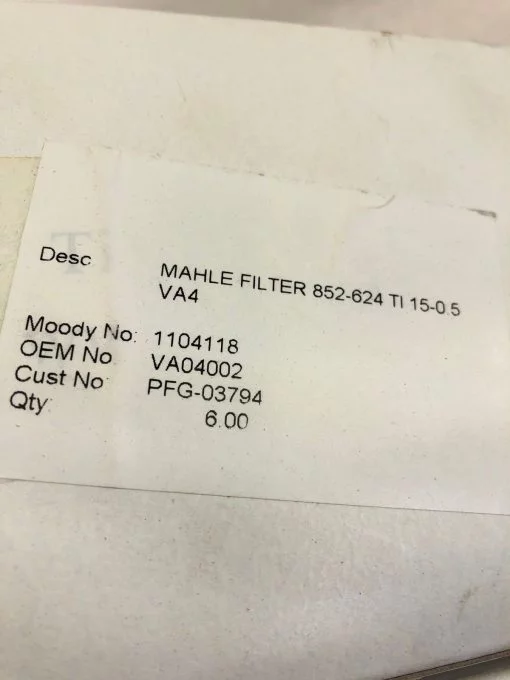 Desc MAHLE FILTER 852-624 TI 15-0.5
VA4
Moody No: 1104118
OEM No VA04002
Cust No PFG-03794
Qty: 6.00